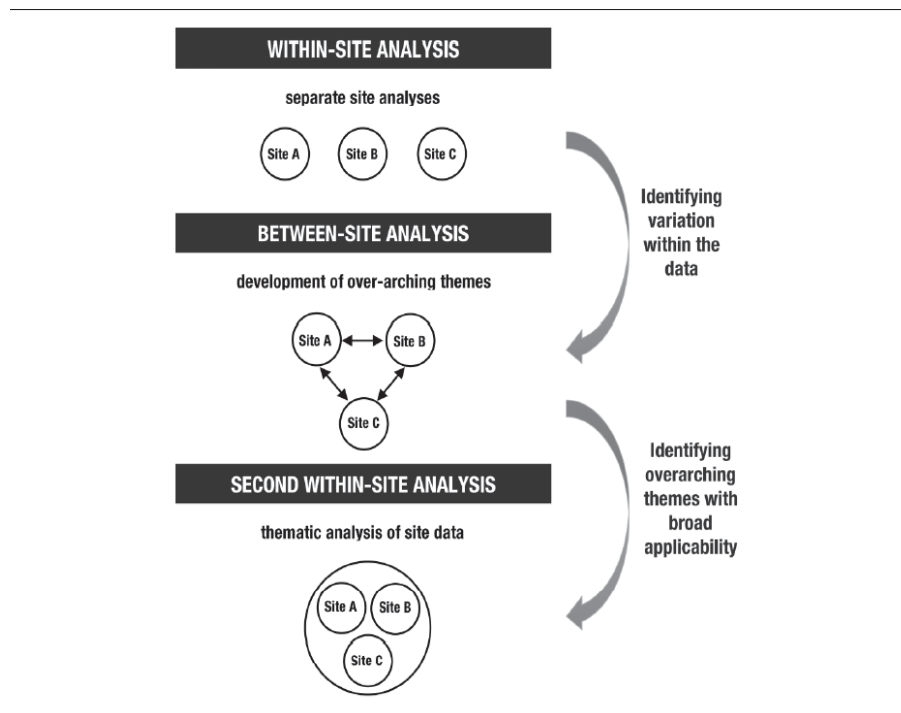 WITHIN-SITE ANALYSIS
separate site analyses
Site A Site B Site C
Identifying
variation
within the
data
BETWEEN-SITE ANALYSIS
development of over-arching themes
Site A Site B
Site C
Identifying
overarching
themes with
broad
applicability
SECOND WITHIN-SITE ANALYSIS
thematic analysis of site data
Site A Site B
Site C